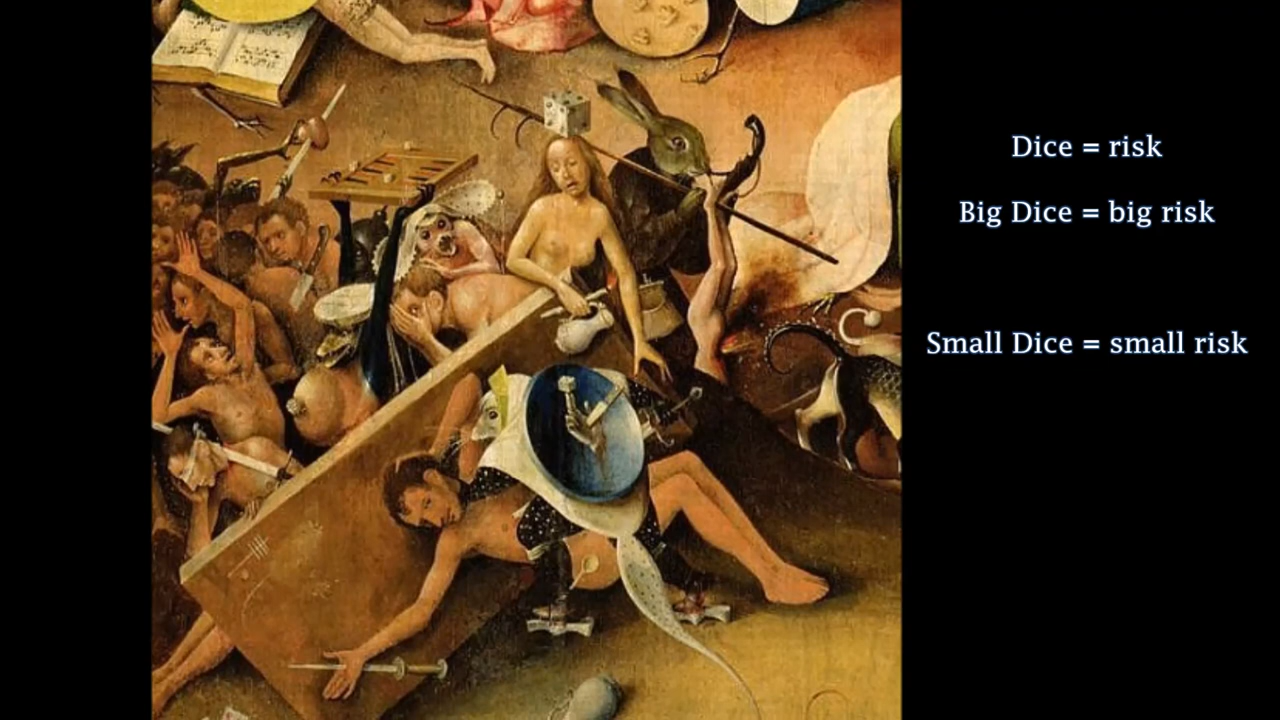 Dice = risk
Big Dice = big risk
Small Dice = small risk